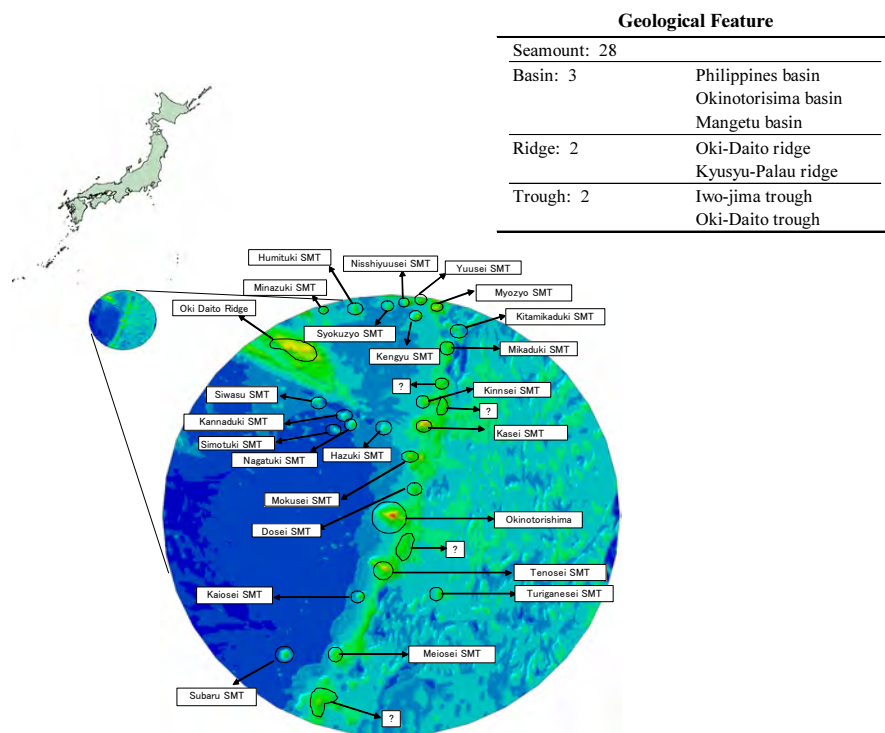 Geological Feature
Seamount: 28
Basin: 3 Philippines basin
Okinotorisima basin
Mangetu basin
Ridge: 2 Oki-Daito ridge
Kyusyu-Palau ridge
Trough: 2 Iwo-jima trough
Oki-Daito trough
Humituki SMT
Nisshiyuusei SMT
Yuusei SMT
Minazuki SMT
Myozyo SMT
Oki Daito Ridge
Syokuzyo SMT
Kitamikaduki SMT
Kengyu SMT
Mikaduki SMT
?
Siwasu SMT
Kinnsei SMT
?
Kannaduki SMT
Kasei SMT
Simotuki SMT
Hazuki SMT
Nagatuki SMT
Mokusei SMT
Okinotorishima
Dosei SMT
?
Tenosei SMT
Kaiosei SMT
Turiganesei SMT
Meiosei SMT
Subaru SMT
?